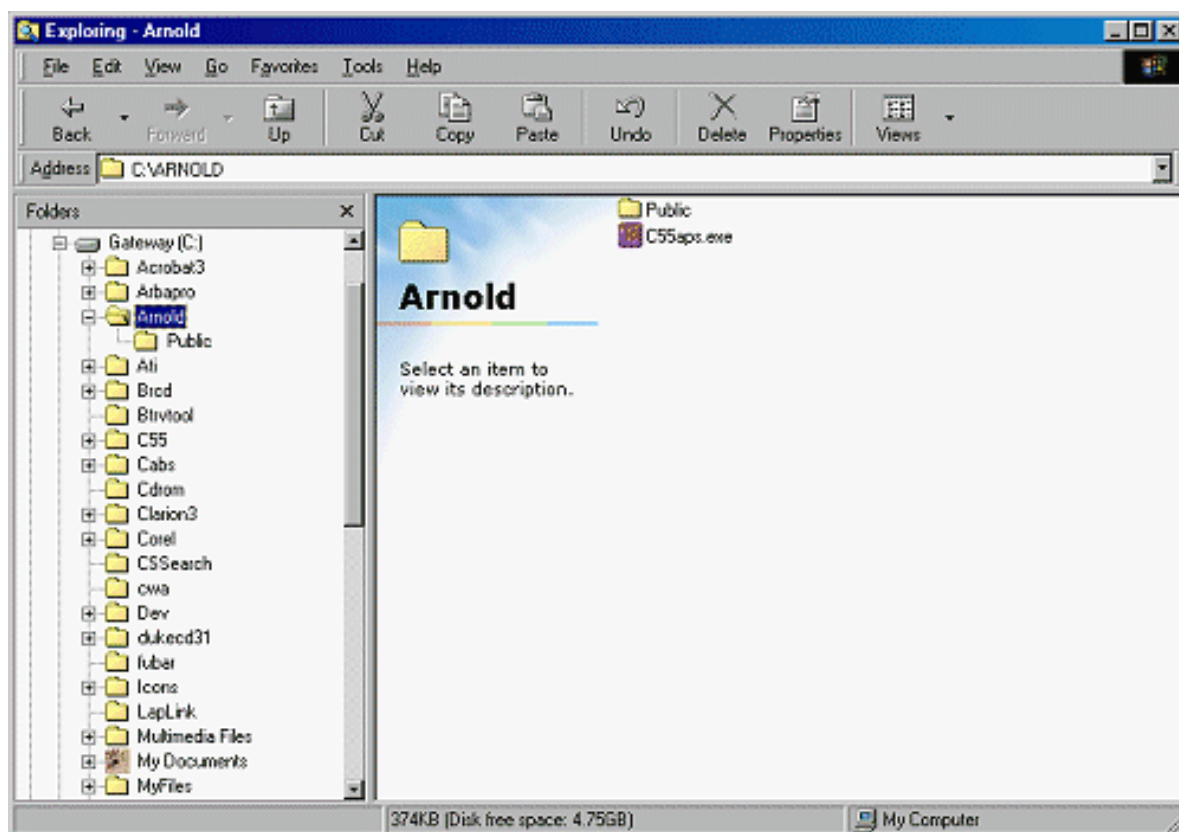 Exploring - Arnold
File Edit View Go Favorites Tools Help
Back Forward Up Cut Copy Paste Undo Delete Properties Views
Address C:\ARNOLD
Folders
Gateway (C:)
Acrobat3
Arbapro
Arnold
Public
Ati
Brcd
Btrvtool
C55
Cabs
Cdrom
Clarion3
Corel
CSSearch
cwa
Dev
dukecd31
fubar
Icons
LapLink
Multimedia Files
My Documents
MyFiles
Public
C55aps.exe
Arnold
Select an item to
view its description.
374KB (Disk free space: 4.75GB) My Computer